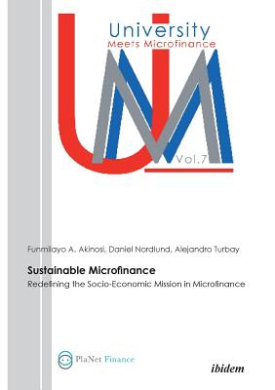 University
Meets Microfinance
UMM
Vol.7
Funmilayo A. Akinosi, Daniel Nordlund, Alejandro Turbay
Sustainable Microfinance
Redefining the Socio-Economic Mission in Microfinance
PlaNet Finance
ibidem